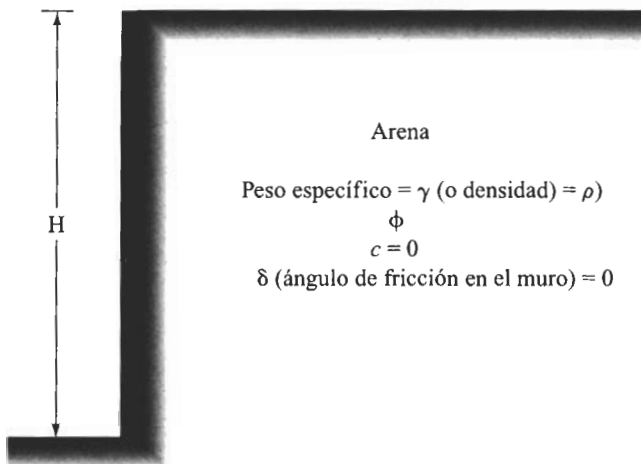 Arena
Peso específico = γ (o densidad) = ρ)
ϕ
H
c = 0
δ (ángulo de fricción en el muro) = 0